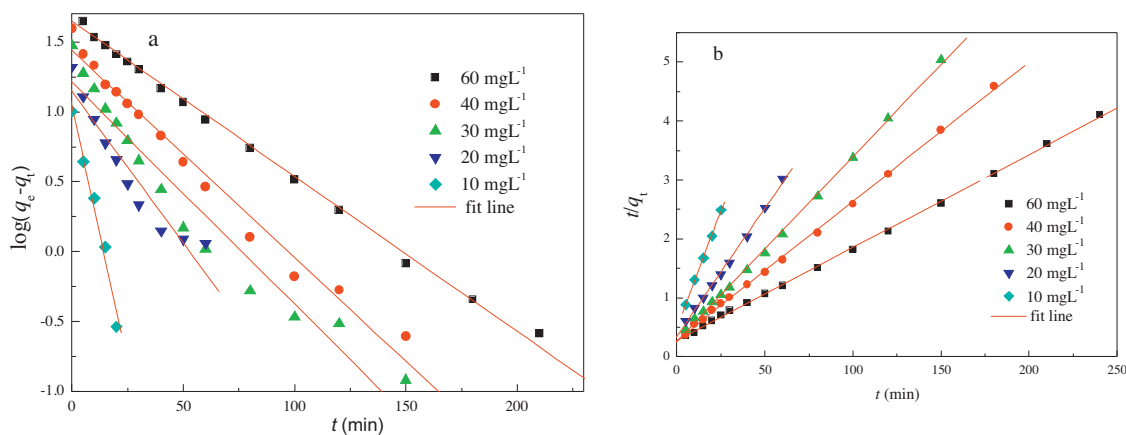 a
60 mgL⁻¹
40 mgL⁻¹
30 mgL⁻¹
20 mgL⁻¹
10 mgL⁻¹
fit line
1.5
1.0
0.5
0.0
-0.5
-1.0
log(qₑ-qₜ)
0 50 100 150 200
t (min)
b
60 mgL⁻¹
40 mgL⁻¹
30 mgL⁻¹
20 mgL⁻¹
10 mgL⁻¹
fit line
5
4
3
2
1
0
t/qₜ
0 50 100 150 200 250
t (min)